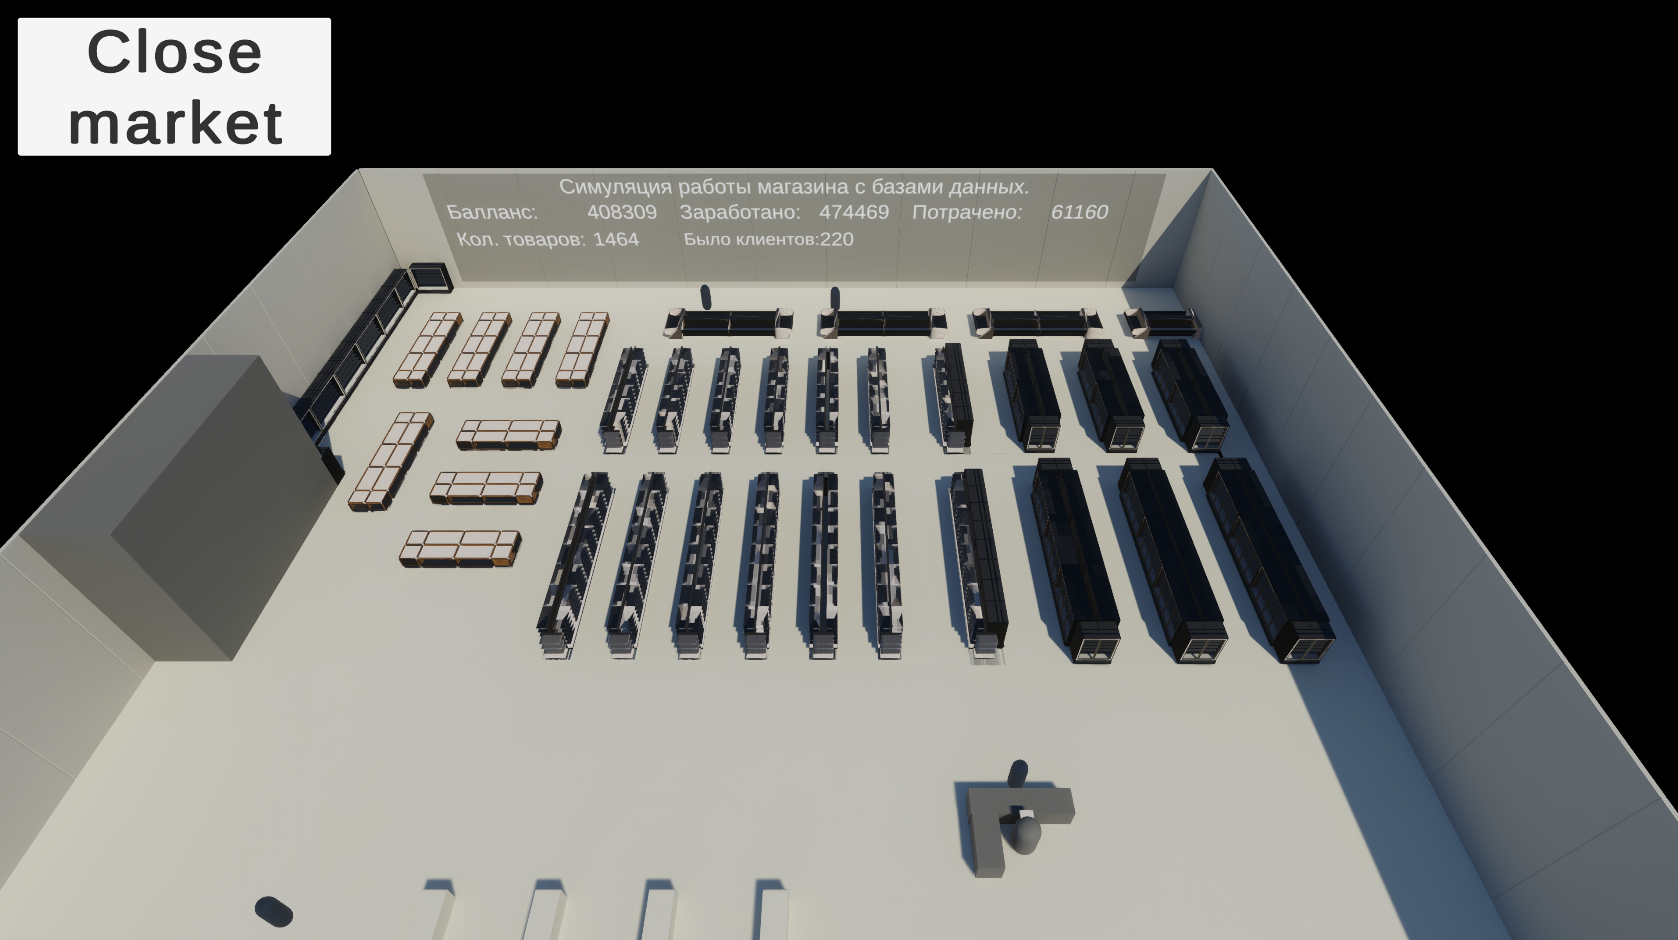 Close
market
Симуляция работы магазина с базами данных.
Балланс: 408309 Заработано: 474469 Потрачено: 61160
Кол. товаров: 1464 Было клиентов:220